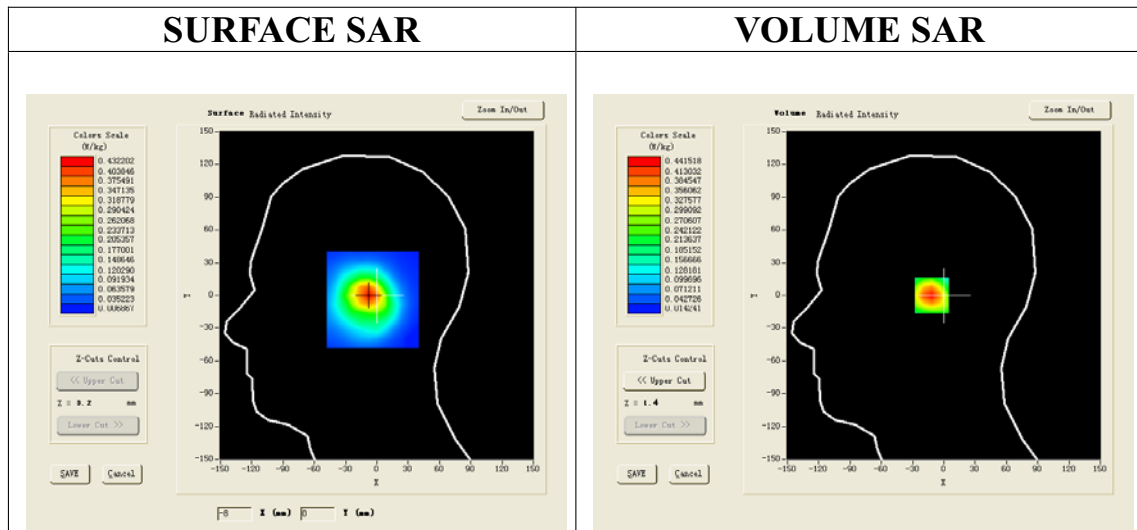 SURFACE SAR
VOLUME SAR
Surface Radiated Intensity
Zoom In/Out
Colors Scale
(W/kg)
0.432202
0.403846
0.375491
0.347135
0.318779
0.290424
0.262068
0.233713
0.205357
0.177001
0.148646
0.120290
0.091934
0.063579
0.035223
0.006867
150
120
90
60
30
0
-30
-60
-90
-120
-150
Y
-150 -120 -90 -60 -30 0 30 60 90 120 150
X
Z-Cuts Control
<< Upper Cut
Z = 0.2 mm
Lower Cut >>
SAVE Cancel
-8 X (mm) 0 Y (mm)
Volume Radiated Intensity
Zoom In/Out
Colors Scale
(W/kg)
0.441518
0.413032
0.384547
0.356062
0.327577
0.299092
0.270607
0.242122
0.213637
0.185152
0.156666
0.128181
0.099696
0.071211
0.042726
0.014241
150
120
90
60
30
0
-30
-60
-90
-120
-150
Y
-150 -120 -90 -60 -30 0 30 60 90 120 150
X
Z-Cuts Control
<< Upper Cut
Z = 1.4 mm
Lower Cut >>
SAVE Cancel